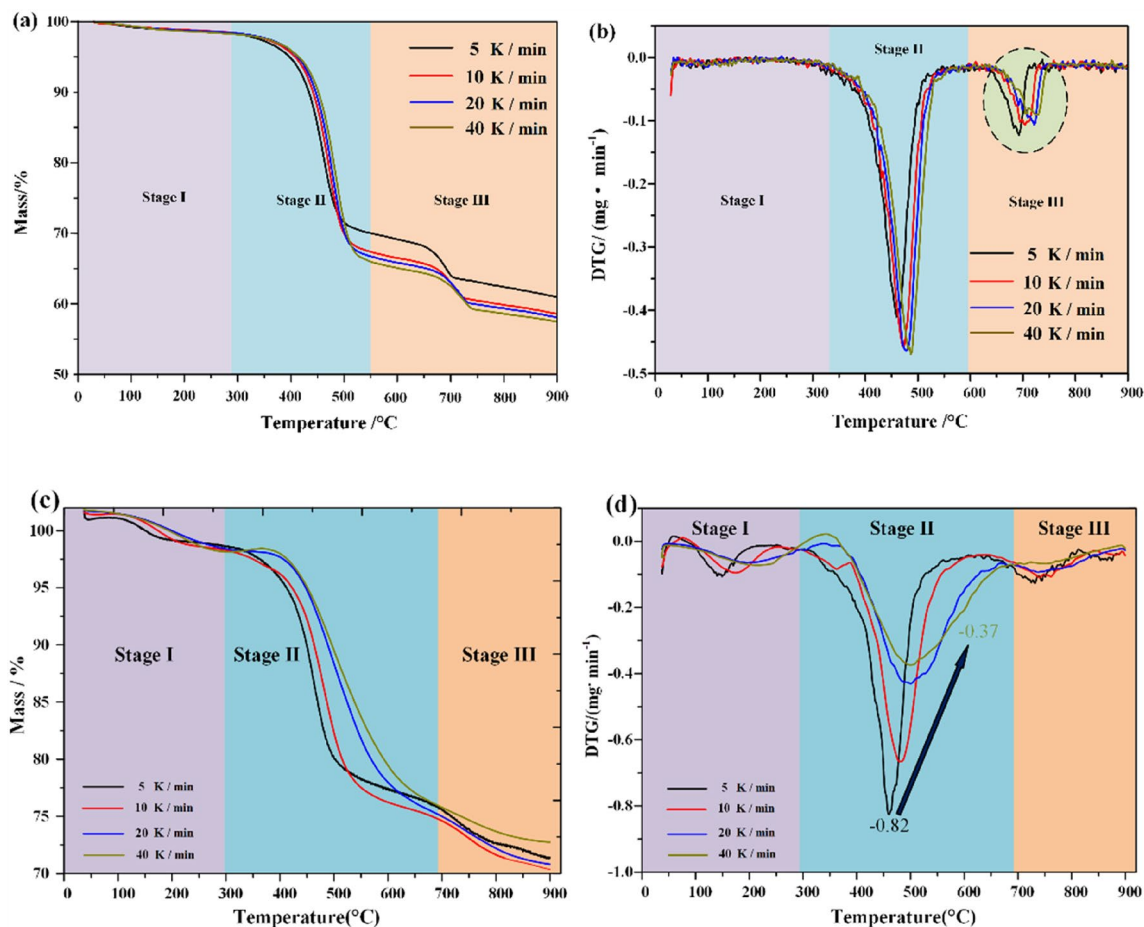 (a)
100
90
80
70
60
50
Mass/%
Stage I
Stage II
Stage III
5 K / min
10 K / min
20 K / min
40 K / min
0 100 200 300 400 500 600 700 800 900
Temperature /°C
(b)
0.0
-0.1
-0.2
-0.3
-0.4
-0.5
DTG/ (mg • min⁻¹)
Stage II
Stage I
Stage III
5 K / min
10 K / min
20 K / min
40 K / min
0 100 200 300 400 500 600 700 800 900
Temperature /°C
(c)
100
95
90
85
80
75
70
Mass / %
Stage I
Stage II
Stage III
5 K / min
10 K / min
20 K / min
40 K / min
0 100 200 300 400 500 600 700 800 900
Temperature(°C)
(d)
0.0
-0.2
-0.4
-0.6
-0.8
-1.0
DTG/(mg· min⁻¹)
Stage I
Stage II
Stage III
-0.37
-0.82
5 K / min
10 K / min
20 K / min
40 K / min
0 100 200 300 400 500 600 700 800 900
Temperature(°C)